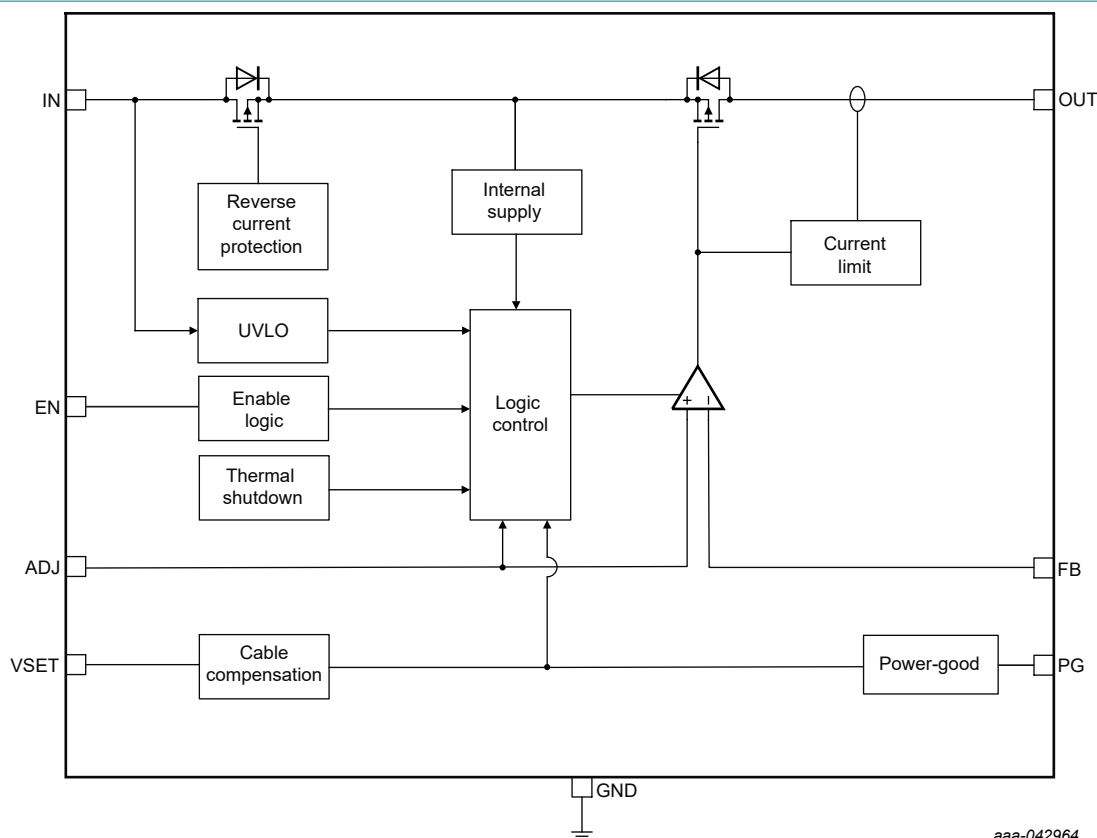 IN
OUT
Reverse
current
protection
Internal
supply
Current
limit
UVLO
EN
Enable
logic
Logic
control
+ −
Thermal
shutdown
ADJ
FB
VSET
Cable
compensation
Power-good
PG
GND
aaa-042964